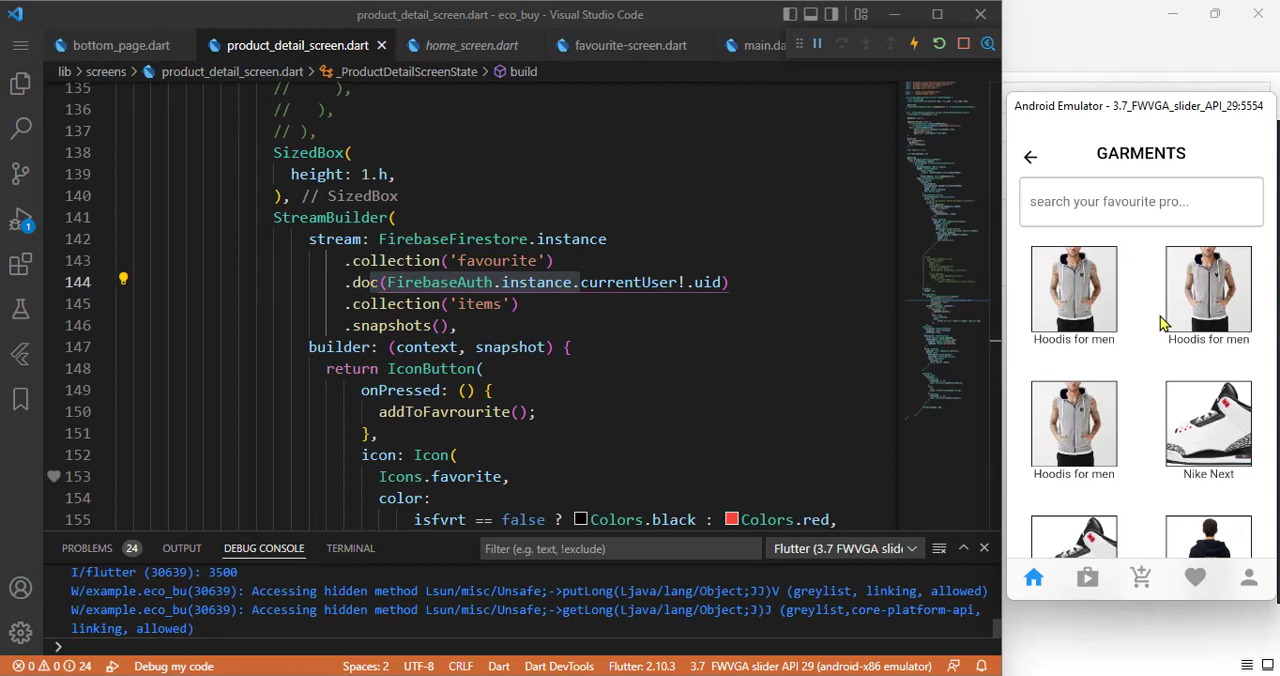 product_detail_screen.dart - eco_buy - Visual Studio Code
bottom_page.dart
product_detail_screen.dart
home_screen.dart
favourite-screen.dart
main.da
lib > screens > product_detail_screen.dart > _ProductDetailScreenState > build
135 // ),
136 // ),
137 // ),
138 SizedBox(
139 height: 1.h,
140 ), // SizedBox
141 StreamBuilder(
142 stream: FirebaseFirestore.instance
143 .collection('favourite')
144 .doc(FirebaseAuth.instance.currentUser!.uid)
145 .collection('items')
146 .snapshots(),
147 builder: (context, snapshot) {
148 return IconButton(
149 onPressed: () {
150 addToFavrourite();
151 },
152 icon: Icon(
153 Icons.favorite,
154 color:
155 isfvrt == false ? Colors.black : Colors.red,
PROBLEMS 24 OUTPUT DEBUG CONSOLE TERMINAL
Filter (e.g. text, !exclude)
Flutter (3.7 FWVGA slid
I/flutter (30639): 3500
W/example.eco_bu(30639): Accessing hidden method Lsun/misc/Unsafe;->putLong(Ljava/lang/Object;JJ)V (greylist, linking, allowed)
W/example.eco_bu(30639): Accessing hidden method Lsun/misc/Unsafe;->getLong(Ljava/lang/Object;J)J (greylist,core-platform-api,
linking, allowed)
>
0 0 24 Debug my code
Spaces: 2 UTF-8 CRLF Dart Dart DevTools Flutter: 2.10.3 3.7 FWVGA slider API 29 (android-x86 emulator)
1
Android Emulator - 3.7_FWVGA_slider_API_29:5554
GARMENTS
search your favourite pro...
Hoodis for men
Hoodis for men
Hoodis for men
Nike Next